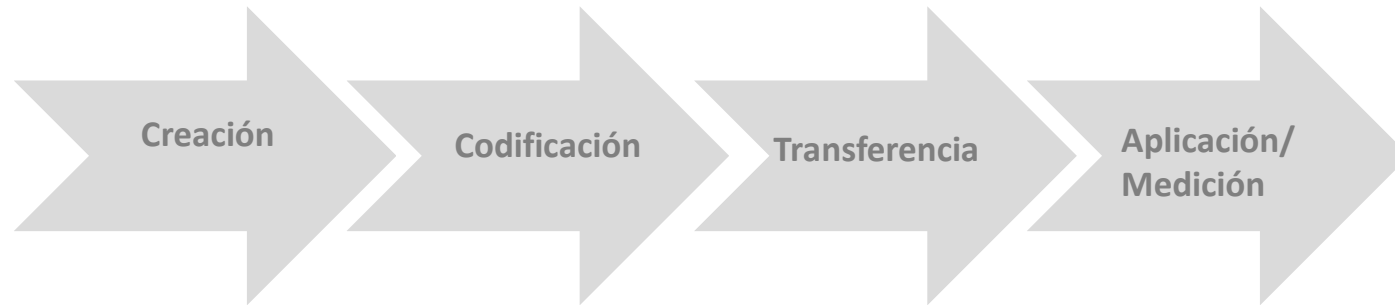 Creación
Codificación
Transferencia
Aplicación/
Medición